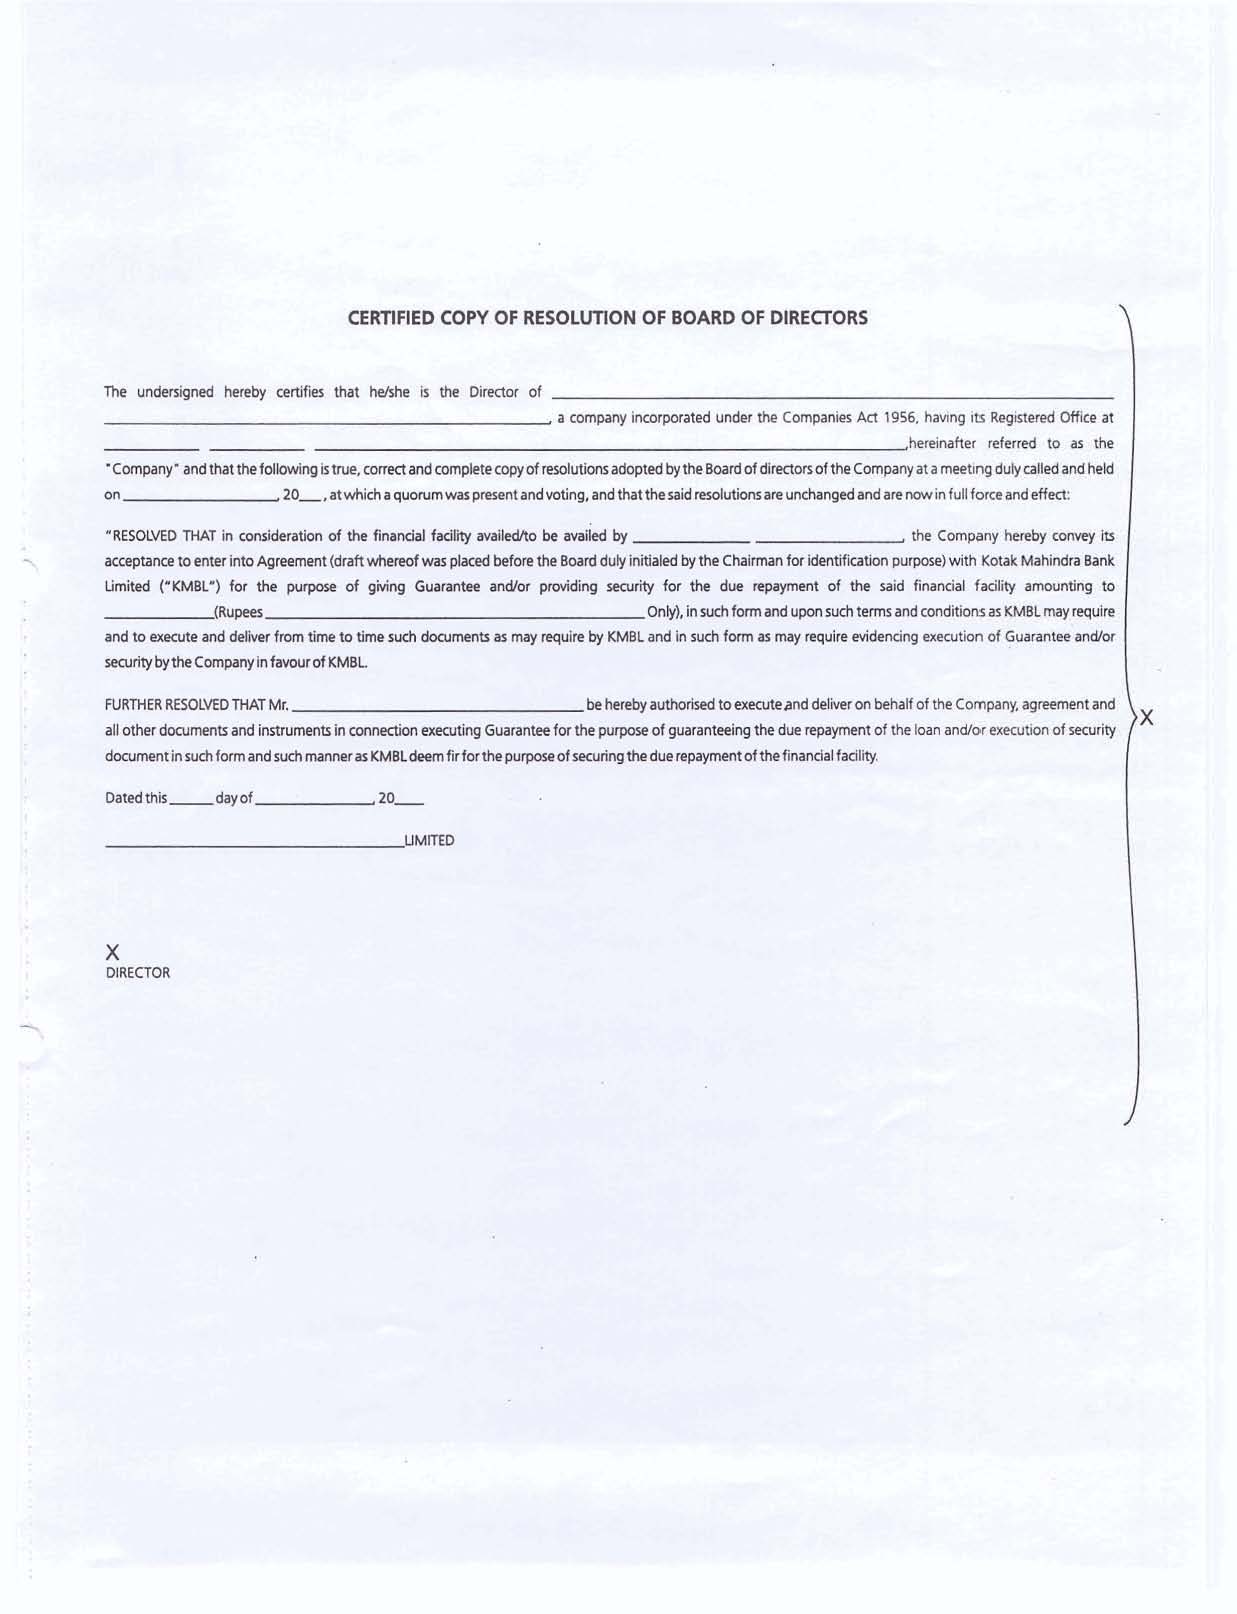 CERTIFIED COPY OF RESOLUTION OF BOARD OF DIRECTORS
The undersigned hereby certifies that he/she is the Director of ____________________
____________________, a company incorporated under the Companies Act 1956, having its Registered Office at
________ ________ ____________________,hereinafter referred to as the
"Company" and that the following is true, correct and complete copy of resolutions adopted by the Board of directors of the Company at a meeting duly called and held
on ____________, 20__ , at which a quorum was present and voting, and that the said resolutions are unchanged and are now in full force and effect:
"RESOLVED THAT in consideration of the financial facility availed/to be availed by __________ ____________, the Company hereby convey its
acceptance to enter into Agreement (draft whereof was placed before the Board duly initialed by the Chairman for identification purpose) with Kotak Mahindra Bank
Limited ("KMBL") for the purpose of giving Guarantee and/or providing security for the due repayment of the said financial facility amounting to
__________(Rupees____________________ Only), in such form and upon such terms and conditions as KMBL may require
and to execute and deliver from time to time such documents as may require by KMBL and in such form as may require evidencing execution of Guarantee and/or
security by the Company in favour of KMBL.
FURTHER RESOLVED THAT Mr. ____________________ be hereby authorised to execute and deliver on behalf of the Company, agreement and
X
all other documents and instruments in connection executing Guarantee for the purpose of guaranteeing the due repayment of the loan and/or execution of security
document in such form and such manner as KMBL deem fir for the purpose of securing the due repayment of the financial facility.
Dated this ____ day of __________, 20___
____________________LIMITED
X
DIRECTOR